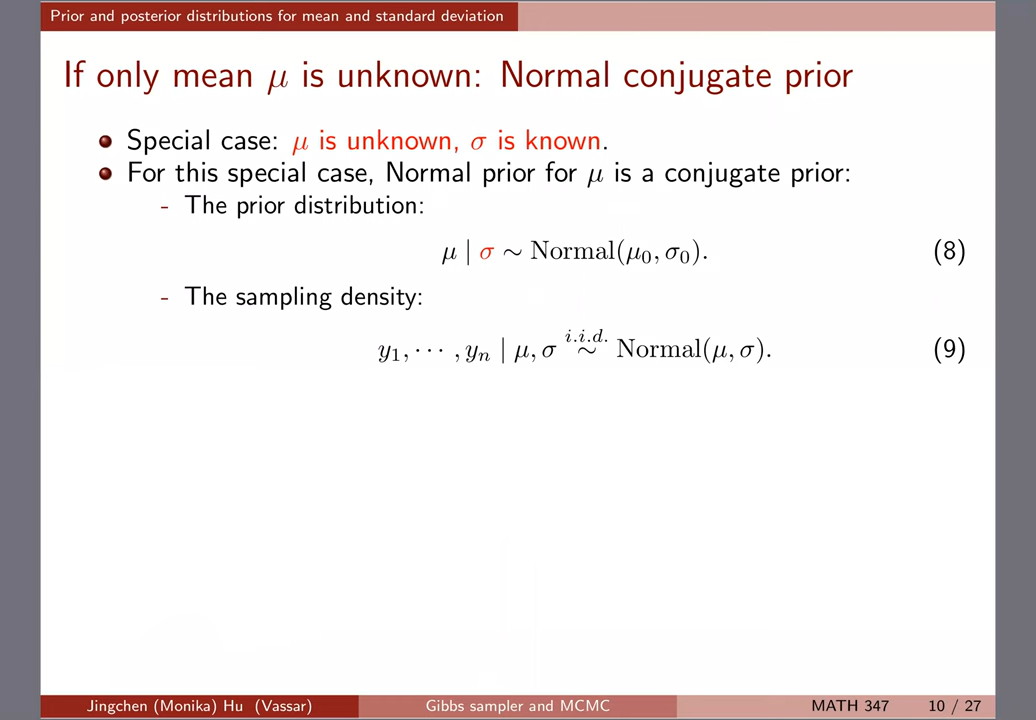 Prior and posterior distributions for mean and standard deviation
If only mean μ is unknown: Normal conjugate prior
Special case: μ is unknown, σ is known.
For this special case, Normal prior for μ is a conjugate prior:
- The prior distribution:
μ | σ ∼ Normal(μ₀, σ₀). (8)
- The sampling density:
y₁, ⋯ , yₙ | μ, σ i.i.d. ∼ Normal(μ, σ). (9)
Jingchen (Monika) Hu (Vassar) Gibbs sampler and MCMC MATH 347 10 / 27